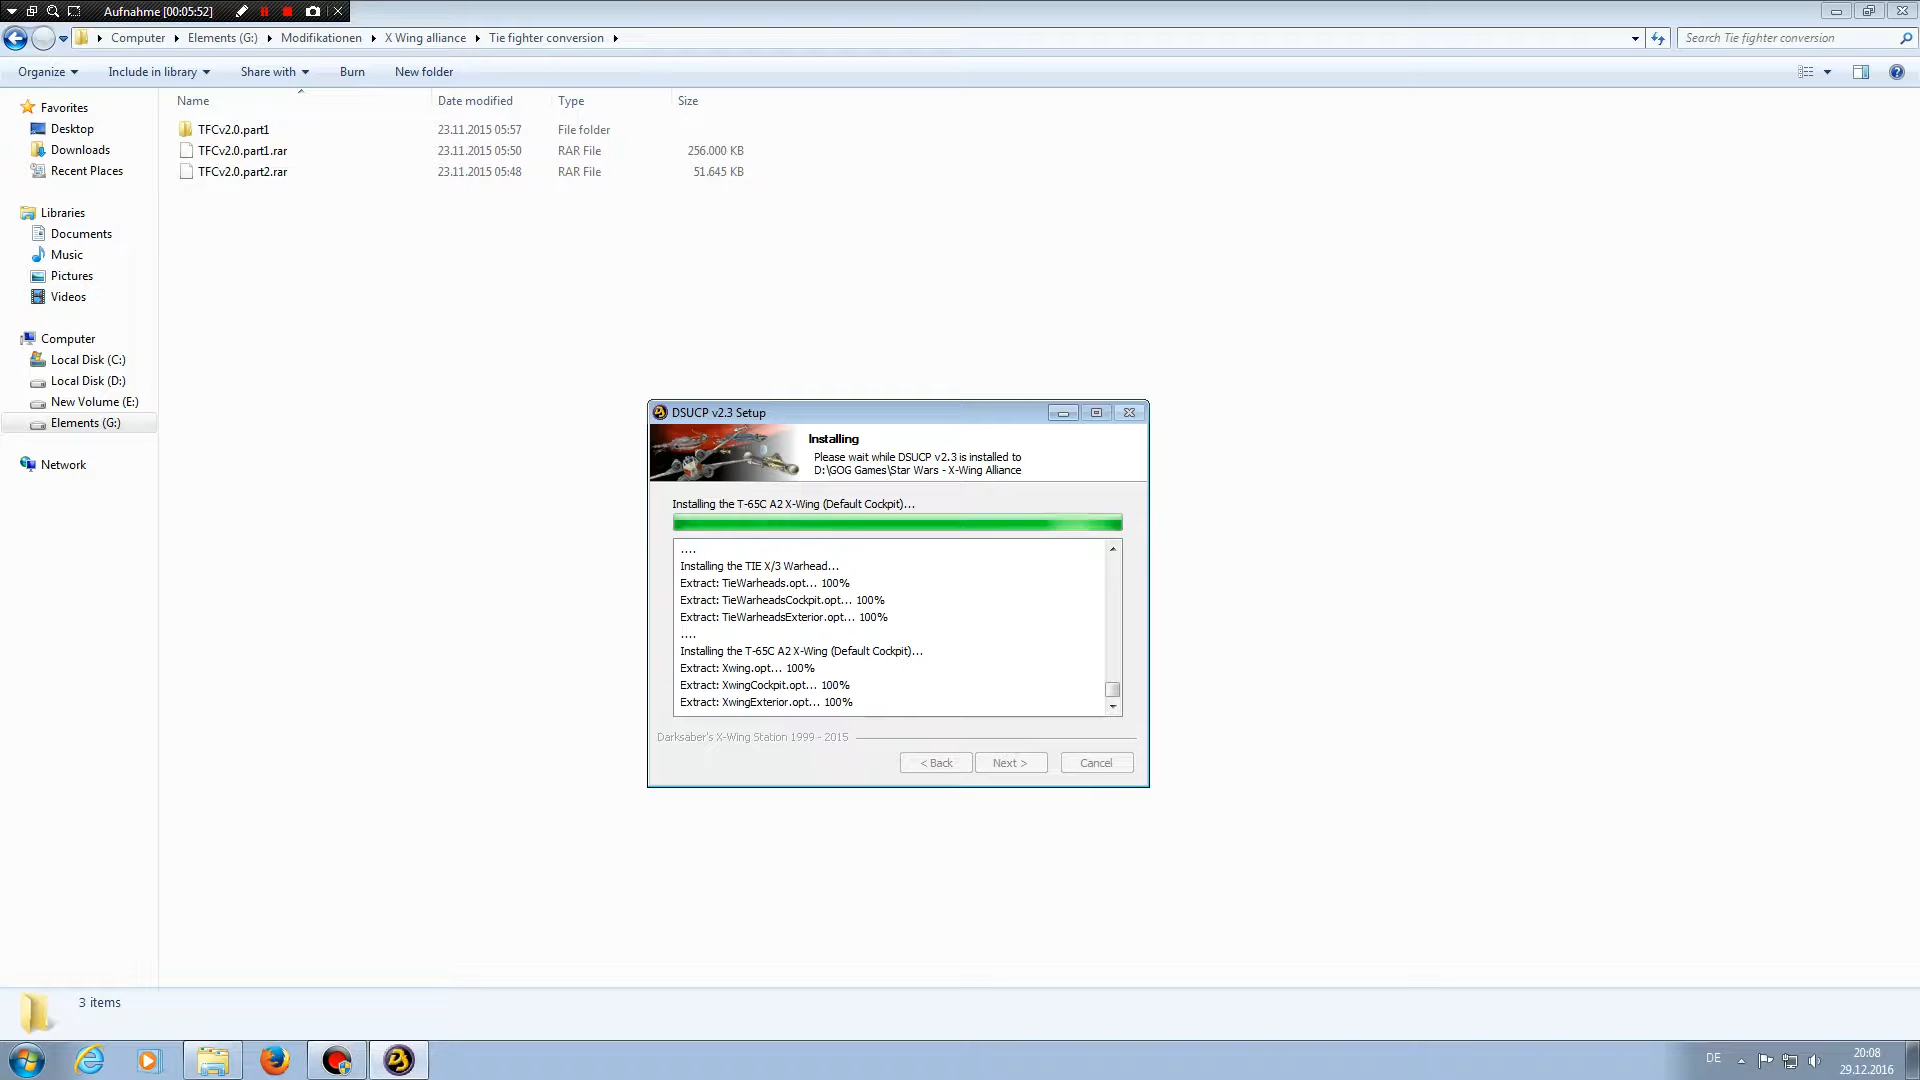 Aufnahme [00:05:52]
Computer Elements (G:) Modifikationen X Wing alliance Tie fighter conversion
Search Tie fighter conversion
Organize Include in library Share with Burn New folder
Name Date modified Type Size
TFCv2.0.part1 23.11.2015 05:57 File folder
TFCv2.0.part1.rar 23.11.2015 05:50 RAR File 256.000 KB
TFCv2.0.part2.rar 23.11.2015 05:48 RAR File 51.645 KB
Favorites
Desktop
Downloads
Recent Places
Libraries
Documents
Music
Pictures
Videos
Computer
Local Disk (C:)
Local Disk (D:)
New Volume (E:)
Elements (G:)
Network
DSUCP v2.3 Setup
Installing
Please wait while DSUCP v2.3 is installed to
D:\GOG Games\Star Wars - X-Wing Alliance
Installing the T-65C A2 X-Wing (Default Cockpit)...
....
Installing the TIE X/3 Warhead...
Extract: TieWarheads.opt... 100%
Extract: TieWarheadsCockpit.opt... 100%
Extract: TieWarheadsExterior.opt... 100%
....
Installing the T-65C A2 X-Wing (Default Cockpit)...
Extract: Xwing.opt... 100%
Extract: XwingCockpit.opt... 100%
Extract: XwingExterior.opt... 100%
Darksaber's X-Wing Station 1999 - 2015
< Back Next > Cancel
3 items
DE
20:08
29.12.2016